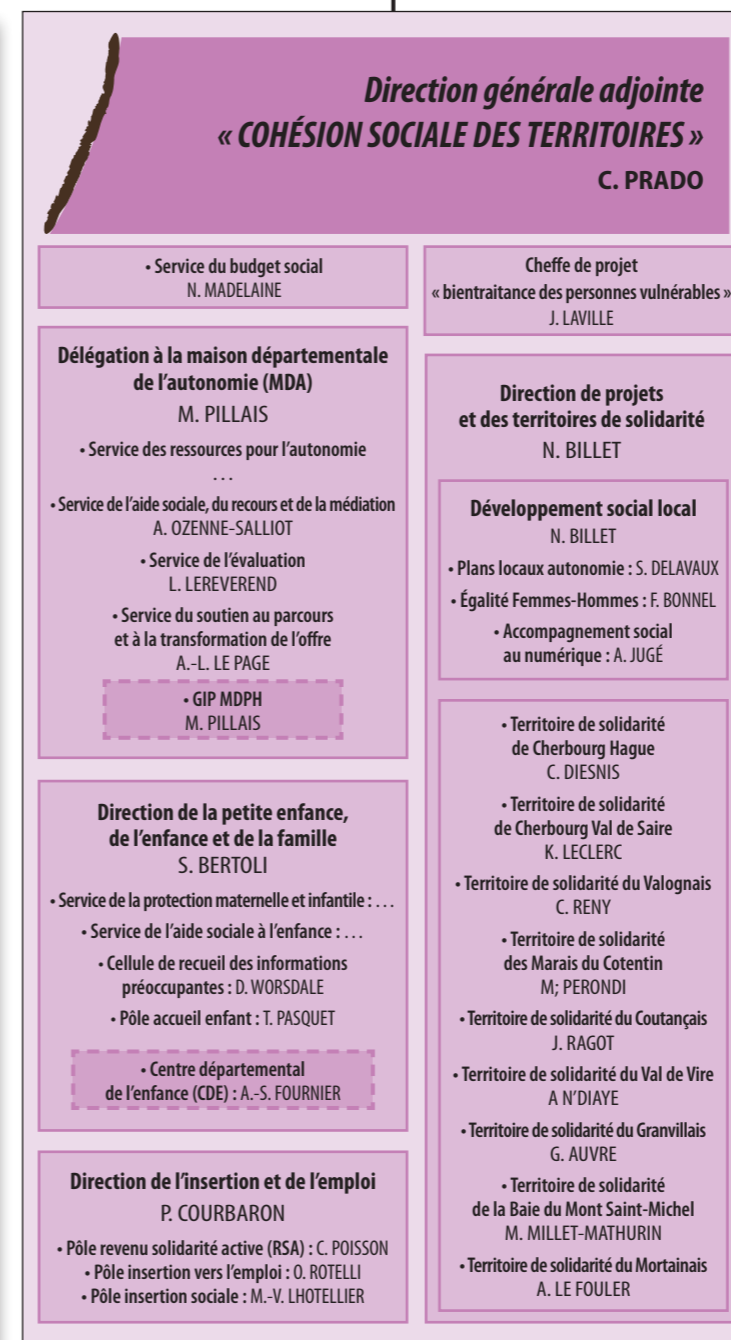 Direction générale adjointe
« COHÉSION SOCIALE DES TERRITOIRES »
C. PRADO
• Service du budget social
N. MADELAINE
Délégation à la maison départementale
de l'autonomie (MDA)
M. PILLAIS
• Service des ressources pour l'autonomie
. . .
• Service de l'aide sociale, du recours et de la médiation
A. OZENNE-SALLIOT
• Service de l'évaluation
L. LEREVEREND
• Service du soutien au parcours
et à la transformation de l'offre
A.-L. LE PAGE
• GIP MDPH
M. PILLAIS
Direction de la petite enfance,
de l'enfance et de la famille
S. BERTOLI
• Service de la protection maternelle et infantile : . . .
• Service de l'aide sociale à l'enfance : . . .
• Cellule de recueil des informations
préoccupantes : D. WORSDALE
• Pôle accueil enfant : T. PASQUET
• Centre départemental
de l'enfance (CDE) : A.-S. FOURNIER
Direction de l'insertion et de l'emploi
P. COURBARON
• Pôle revenu solidarité active (RSA) : C. POISSON
• Pôle insertion vers l'emploi : O. ROTELLI
• Pôle insertion sociale : M.-V. LHOTELLIER
Cheffe de projet
« bientraitance des personnes vulnérables »
J. LAVILLE
Direction de projets
et des territoires de solidarité
N. BILLET
Développement social local
N. BILLET
• Plans locaux autonomie : S. DELAVAUX
• Égalité Femmes-Hommes : F. BONNEL
• Accompagnement social
au numérique : A. JUGÉ
• Territoire de solidarité
de Cherbourg Hague
C. DIESNIS
• Territoire de solidarité
de Cherbourg Val de Saire
K. LECLERC
• Territoire de solidarité du Valognais
C. RENY
• Territoire de solidarité
des Marais du Cotentin
M; PERONDI
• Territoire de solidarité du Coutançais
J. RAGOT
• Territoire de solidarité du Val de Vire
A N'DIAYE
• Territoire de solidarité du Granvillais
G. AUVRE
• Territoire de solidarité
de la Baie du Mont Saint-Michel
M. MILLET-MATHURIN
• Territoire de solidarité du Mortainais
A. LE FOULER